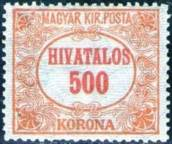 MAGYAR KIR. POSTA
HIVATALOS
500
KORONA